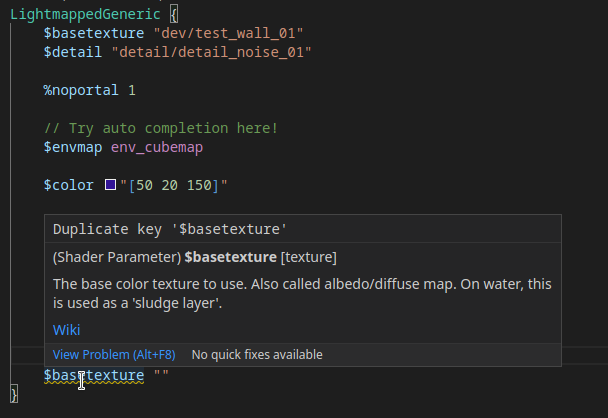 LightmappedGeneric {
$basetexture "dev/test_wall_01"
$detail "detail/detail_noise_01"
%noportal 1
// Try auto completion here!
$envmap env_cubemap
$color "[50 20 150]"
Duplicate key '$basetexture'
(Shader Parameter) $basetexture [texture]
The base color texture to use. Also called albedo/diffuse map. On water, this
is used as a 'sludge layer'.
Wiki
View Problem (Alt+F8) No quick fixes available
$basetexture ""
}